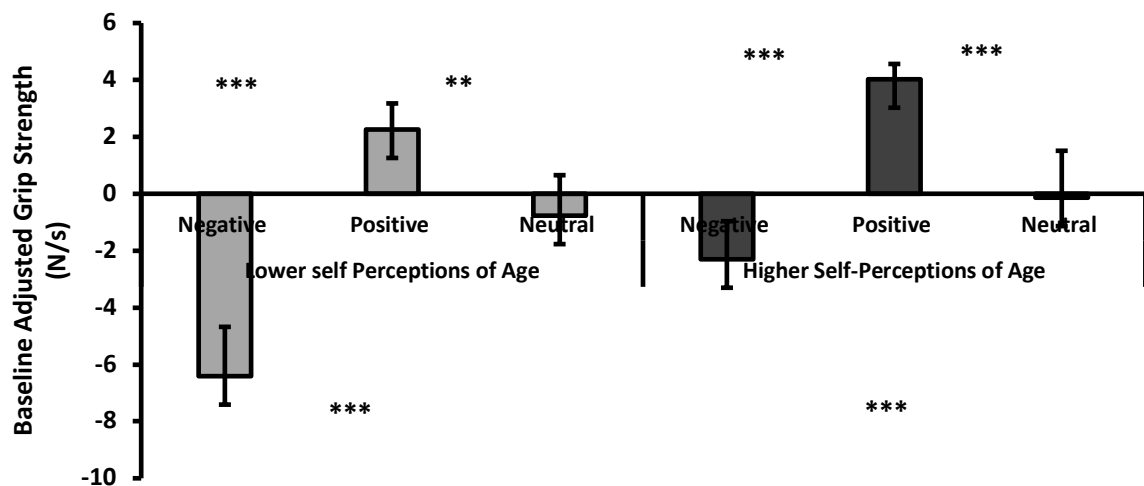 Baseline Adjusted Grip Strength
(N/s)
6
4
2
0
-2
-4
-6
-8
-10
***
**
***
***
Negative
Positive
Neutral
Negative
Positive
Neutral
Lower self Perceptions of Age
Higher Self-Perceptions of Age
***
***